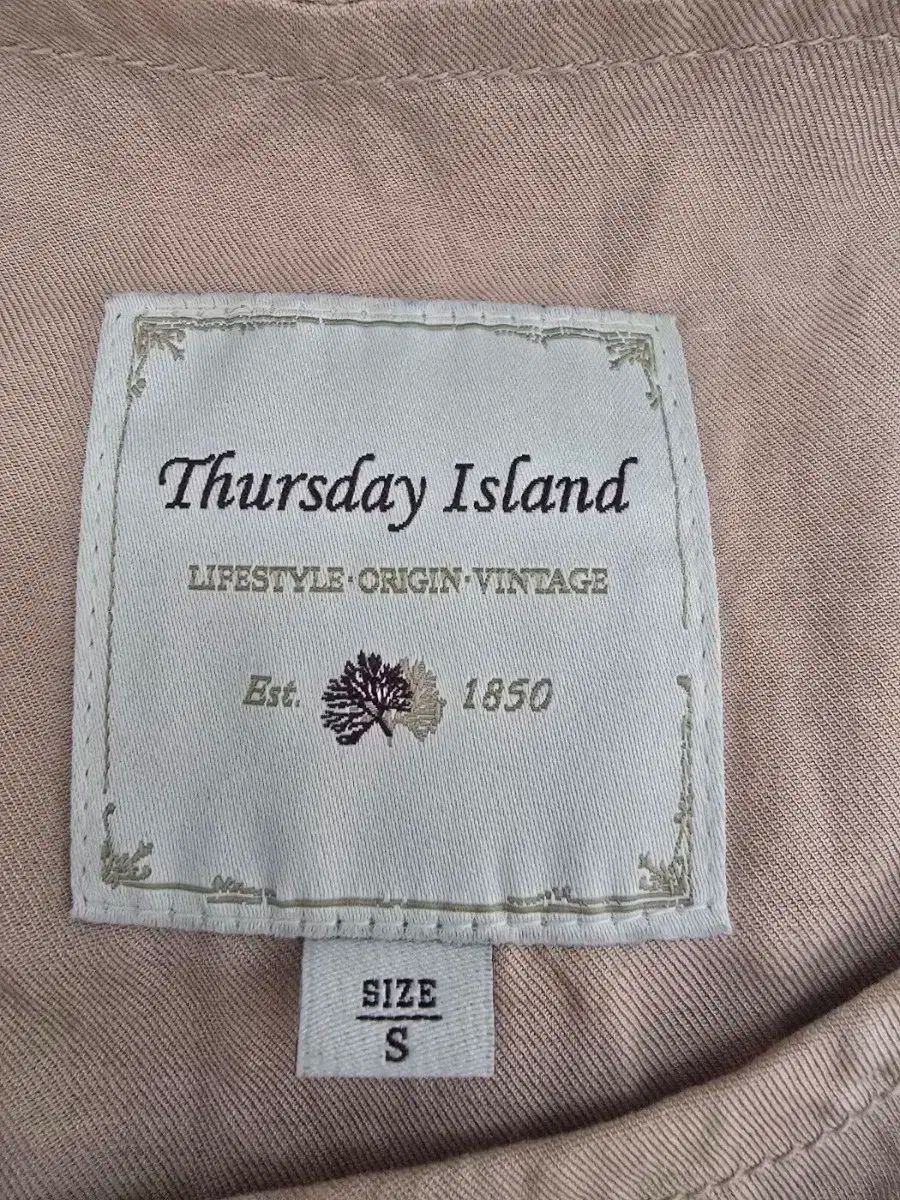 Thursday Island
LIFESTYLE·ORIGIN·VINTAGE
Est. 1850
SIZE
S